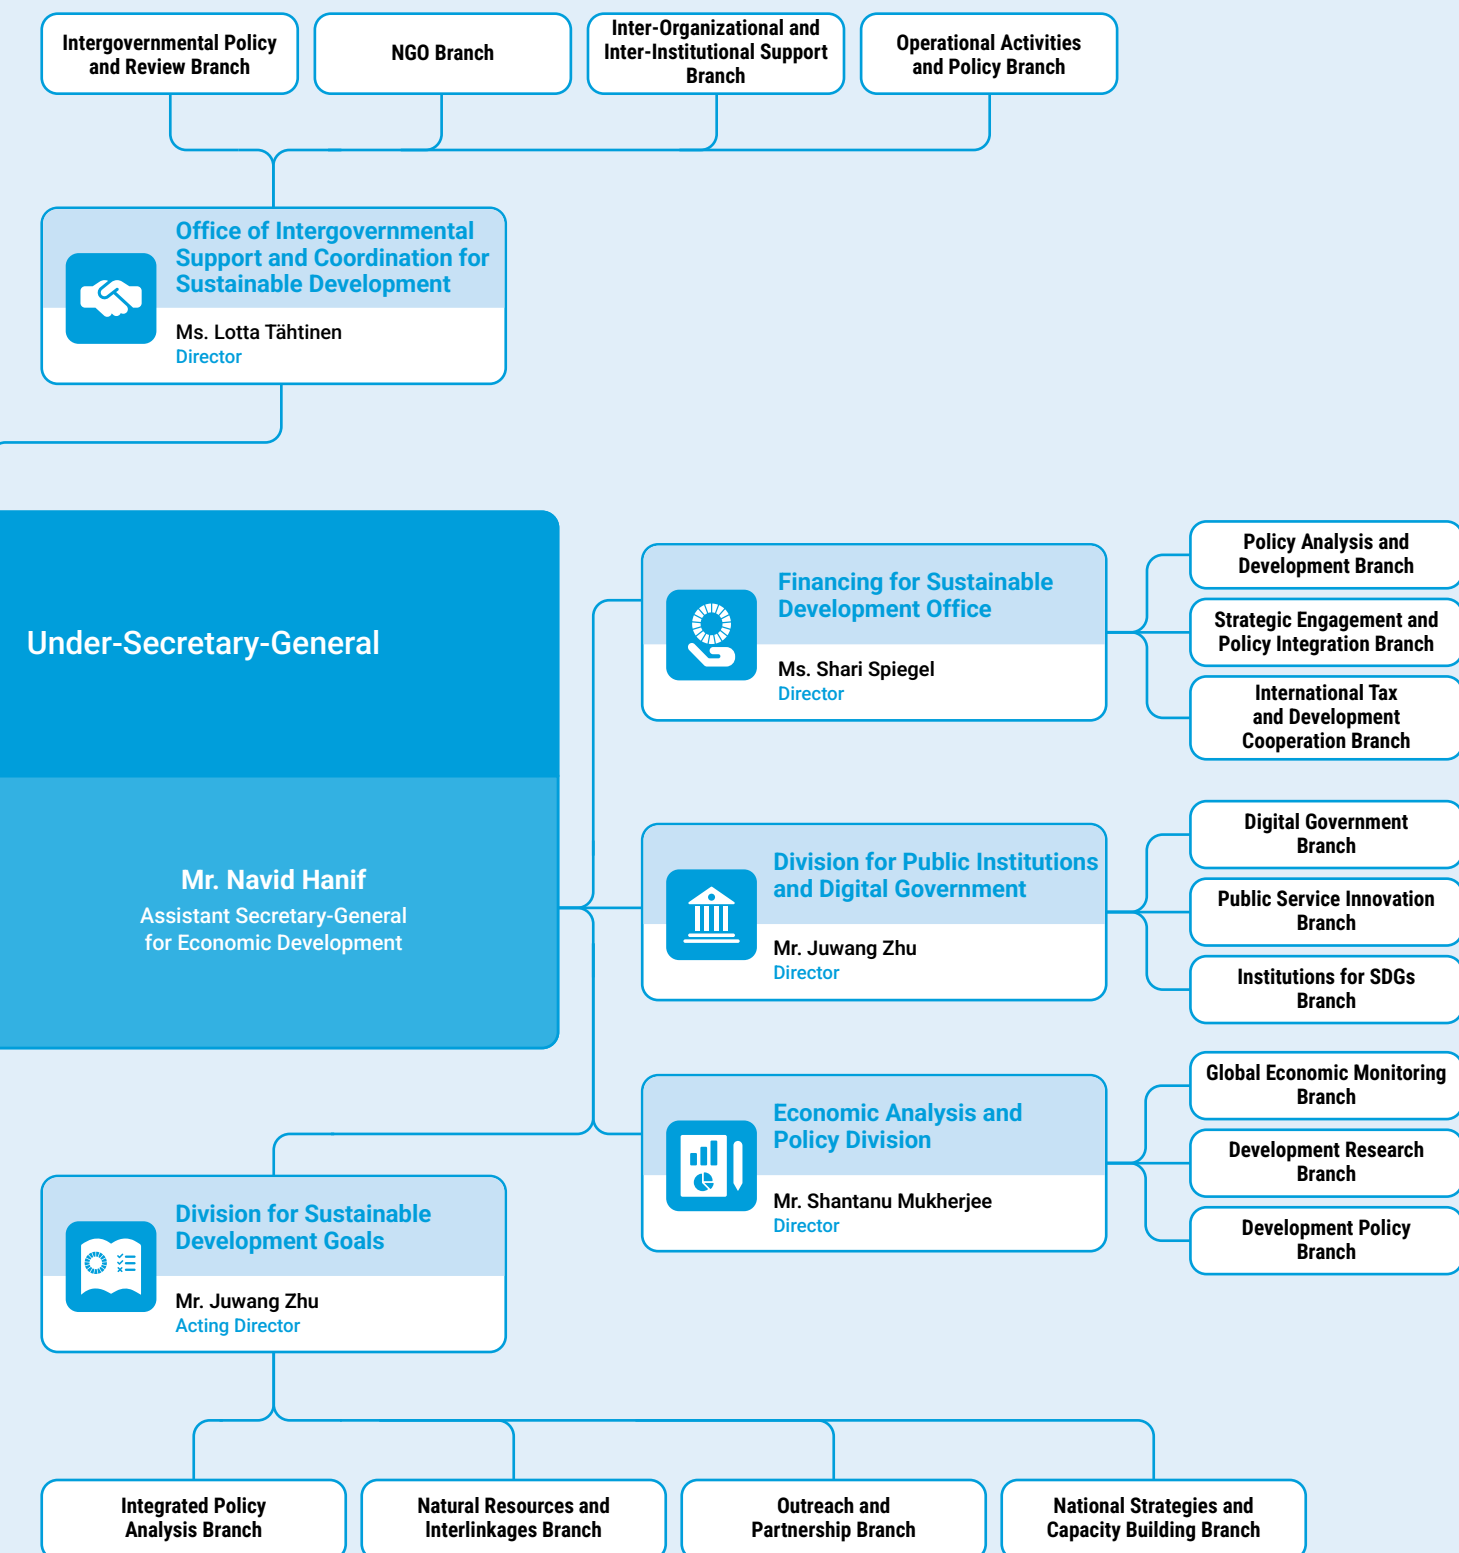 Intergovernmental Policy
and Review Branch
NGO Branch
Inter-Organizational and
Inter-Institutional Support
Branch
Operational Activities
and Policy Branch
Office of Intergovernmental
Support and Coordination for
Sustainable Development
Ms. Lotta Tähtinen
Director
Under-Secretary-General
Mr. Navid Hanif
Assistant Secretary-General
for Economic Development
Financing for Sustainable
Development Office
Ms. Shari Spiegel
Director
Policy Analysis and
Development Branch
Strategic Engagement and
Policy Integration Branch
International Tax
and Development
Cooperation Branch
Division for Public Institutions
and Digital Government
Mr. Juwang Zhu
Director
Digital Government
Branch
Public Service Innovation
Branch
Institutions for SDGs
Branch
Economic Analysis and
Policy Division
Mr. Shantanu Mukherjee
Director
Global Economic Monitoring
Branch
Development Research
Branch
Development Policy
Branch
Division for Sustainable
Development Goals
Mr. Juwang Zhu
Acting Director
Integrated Policy
Analysis Branch
Natural Resources and
Interlinkages Branch
Outreach and
Partnership Branch
National Strategies and
Capacity Building Branch